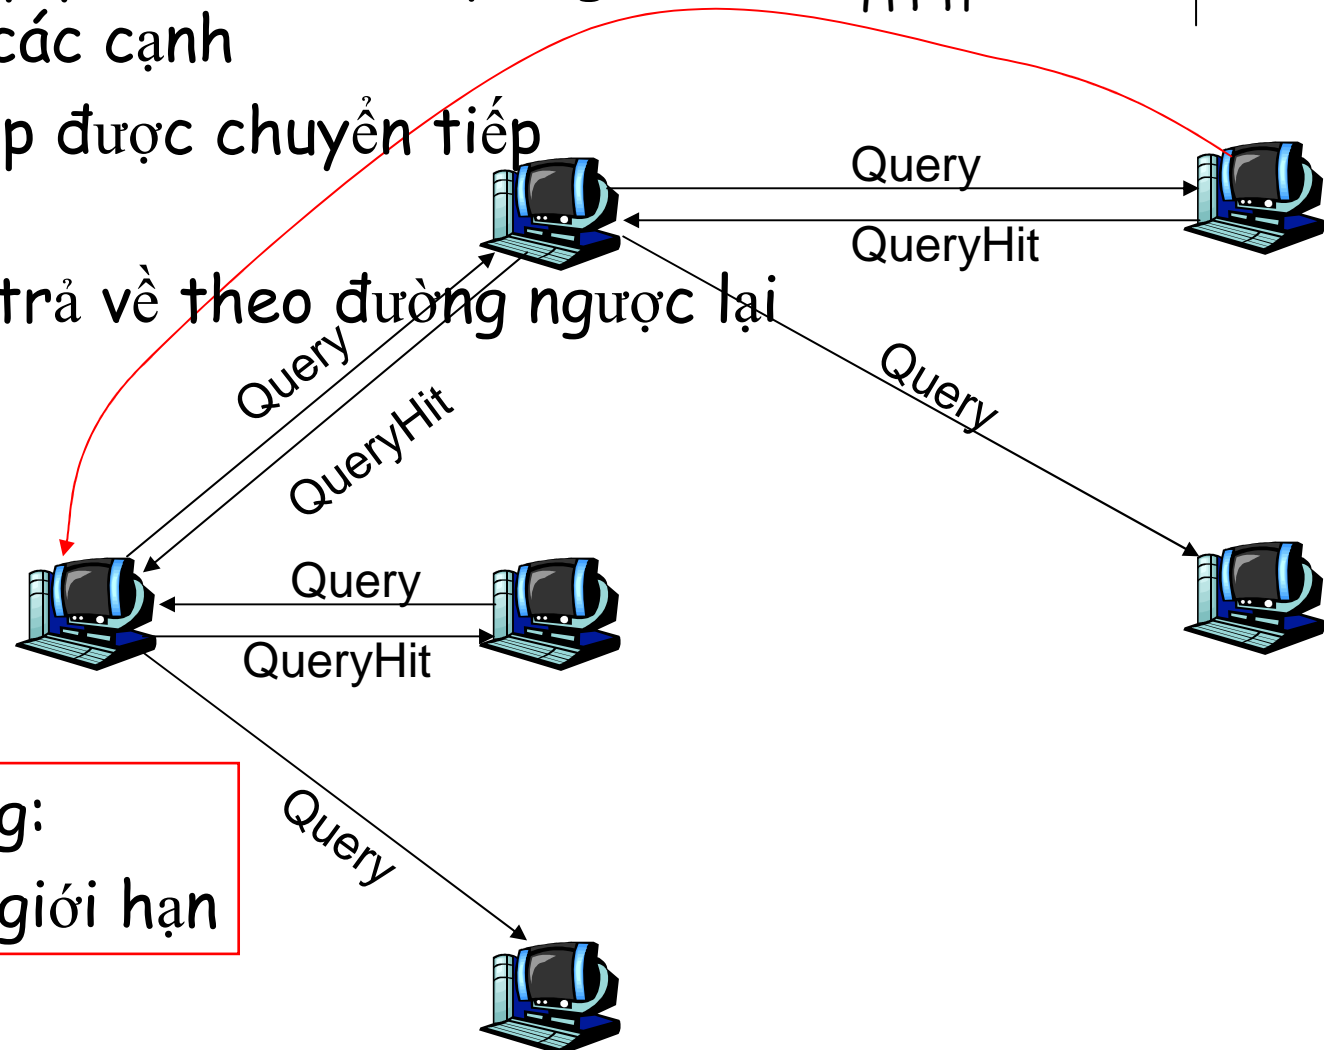 các cạnh
p được chuyển tiếp
Query
QueryHit
trả về theo đường ngược lại
Query
Query
QueryHit
Query
QueryHit
g:
Query
giới hạn